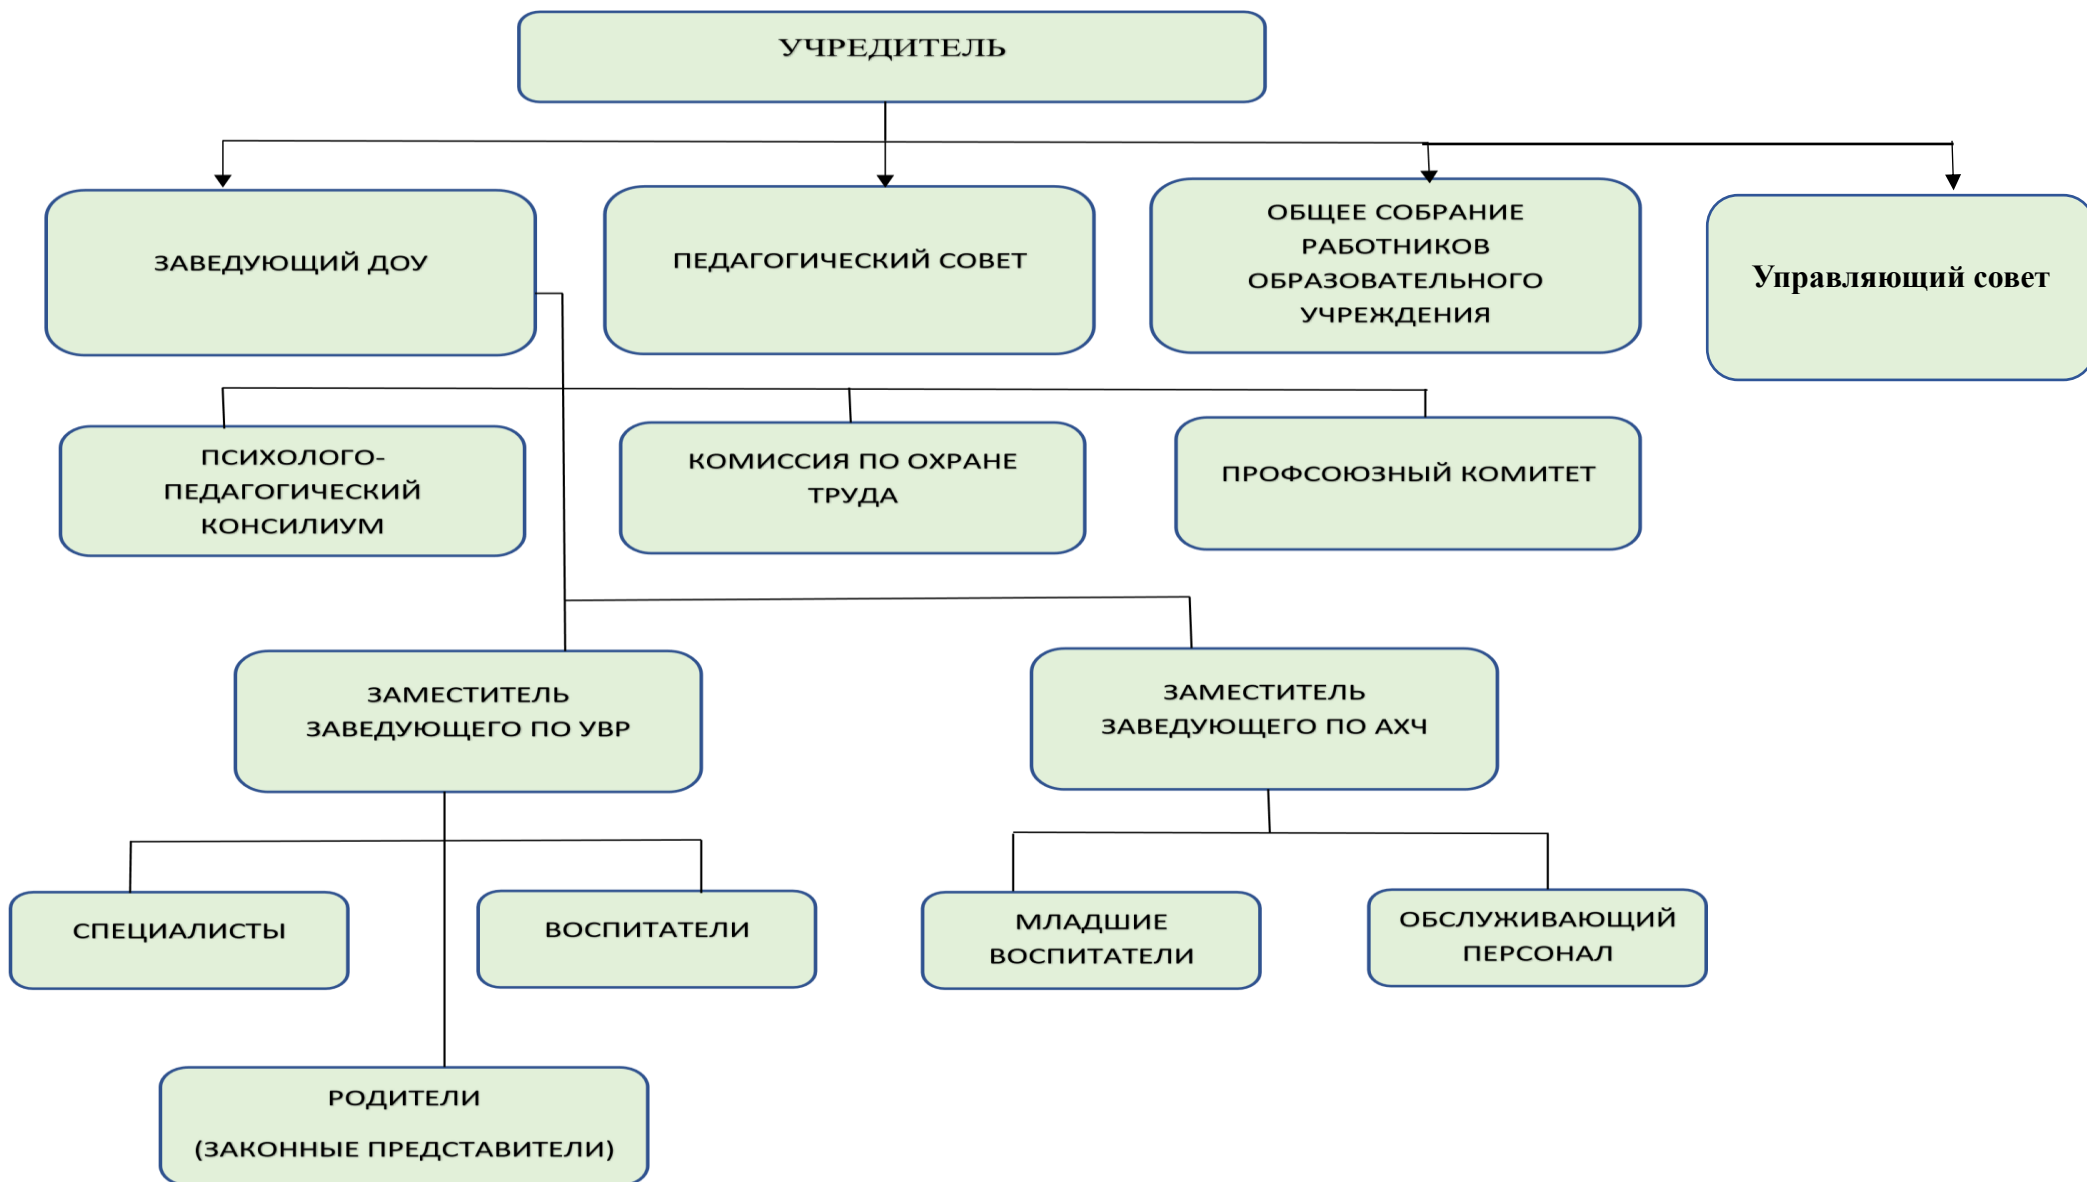 УЧРЕДИТЕЛЬ
ЗАВЕДУЮЩИЙ ДОУ
ПЕДАГОГИЧЕСКИЙ СОВЕТ
ОБЩЕЕ СОБРАНИЕ
РАБОТНИКОВ
ОБРАЗОВАТЕЛЬНОГО
УЧРЕЖДЕНИЯ
Управляющий совет
ПСИХОЛОГО-
ПЕДАГОГИЧЕСКИЙ
КОНСИЛИУМ
КОМИССИЯ ПО ОХРАНЕ
ТРУДА
ПРОФСОЮЗНЫЙ КОМИТЕТ
ЗАМЕСТИТЕЛЬ
ЗАВЕДУЮЩЕГО ПО УВР
ЗАМЕСТИТЕЛЬ
ЗАВЕДУЮЩЕГО ПО АХЧ
СПЕЦИАЛИСТЫ
ВОСПИТАТЕЛИ
МЛАДШИЕ
ВОСПИТАТЕЛИ
ОБСЛУЖИВАЮЩИЙ
ПЕРСОНАЛ
РОДИТЕЛИ
(ЗАКОННЫЕ ПРЕДСТАВИТЕЛИ)